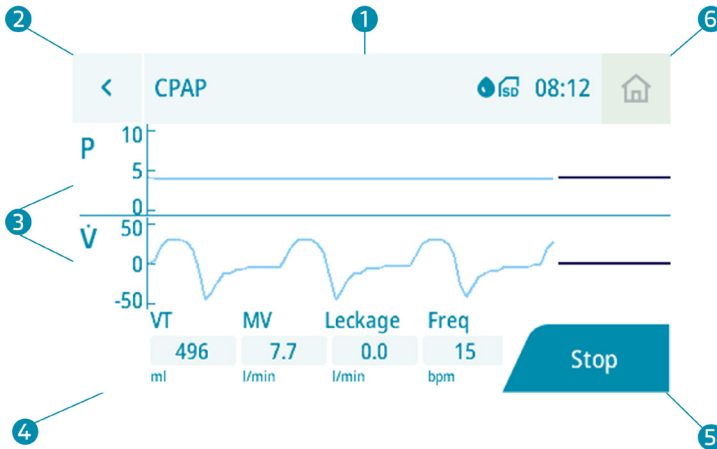 2 1 6
CPAP SD 08:12
P 10
5
0
3
V̇ 50
0
-50
VT MV Leckage Freq
496 7.7 0.0 15
ml l/min l/min bpm
Stop
4 5